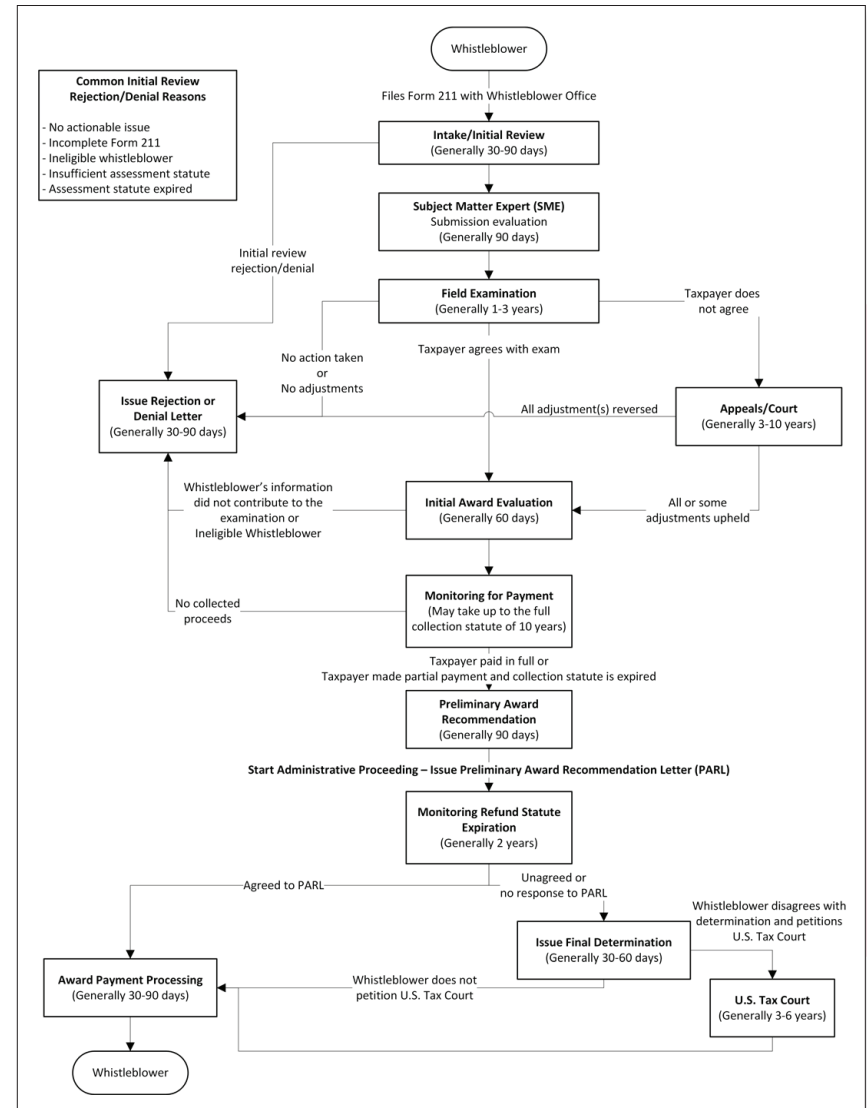 Whistleblower
Common Initial Review
Rejection/Denial Reasons
- No actionable issue
- Incomplete Form 211
- Ineligible whistleblower
- Insufficient assessment statute
- Assessment statute expired
Files Form 211 with Whistleblower Office
Intake/Initial Review
(Generally 30-90 days)
Subject Matter Expert (SME)
Submission evaluation
(Generally 90 days)
Initial review
rejection/denial
Field Examination
(Generally 1-3 years)
Taxpayer does
not agree
No action taken
or
No adjustments
Taxpayer agrees with exam
Issue Rejection or
Denial Letter
(Generally 30-90 days)
All adjustment(s) reversed
Appeals/Court
(Generally 3-10 years)
Whistleblower’s information
did not contribute to the
examination or
Ineligible Whistleblower
Initial Award Evaluation
(Generally 60 days)
All or some
adjustments upheld
No collected
proceeds
Monitoring for Payment
(May take up to the full
collection statute of 10 years)
Taxpayer paid in full or
Taxpayer made partial payment and collection statute is expired
Preliminary Award
Recommendation
(Generally 90 days)
Start Administrative Proceeding – Issue Preliminary Award Recommendation Letter (PARL)
Monitoring Refund Statute
Expiration
(Generally 2 years)
Agreed to PARL
Unagreed or
no response to PARL
Whistleblower disagrees with
determination and petitions
U.S. Tax Court
Issue Final Determination
(Generally 30-60 days)
Award Payment Processing
(Generally 30-90 days)
Whistleblower does not
petition U.S. Tax Court
U.S. Tax Court
(Generally 3-6 years)
Whistleblower